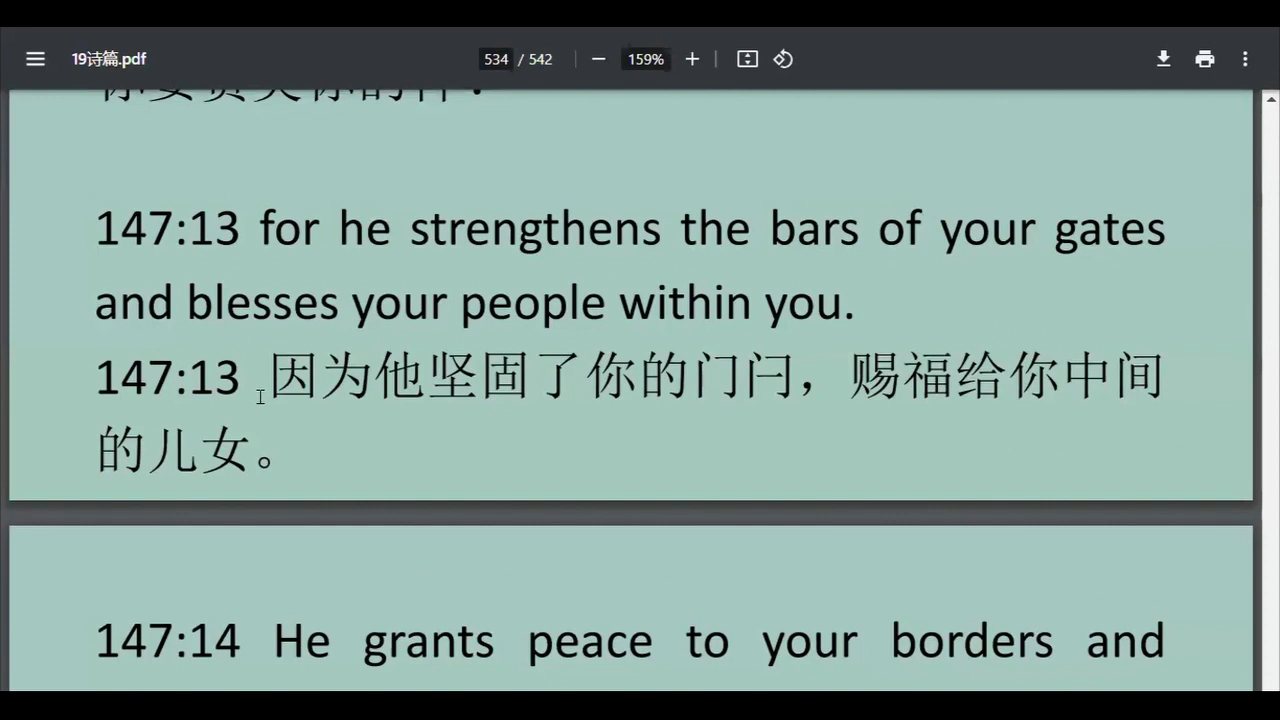 19诗篇.pdf
534 / 542
159%
147:13 for he strengthens the bars of your gates
and blesses your people within you.
147:13 因为他坚固了你的门闩，赐福给你中间
的儿女。
147:14 He grants peace to your borders and